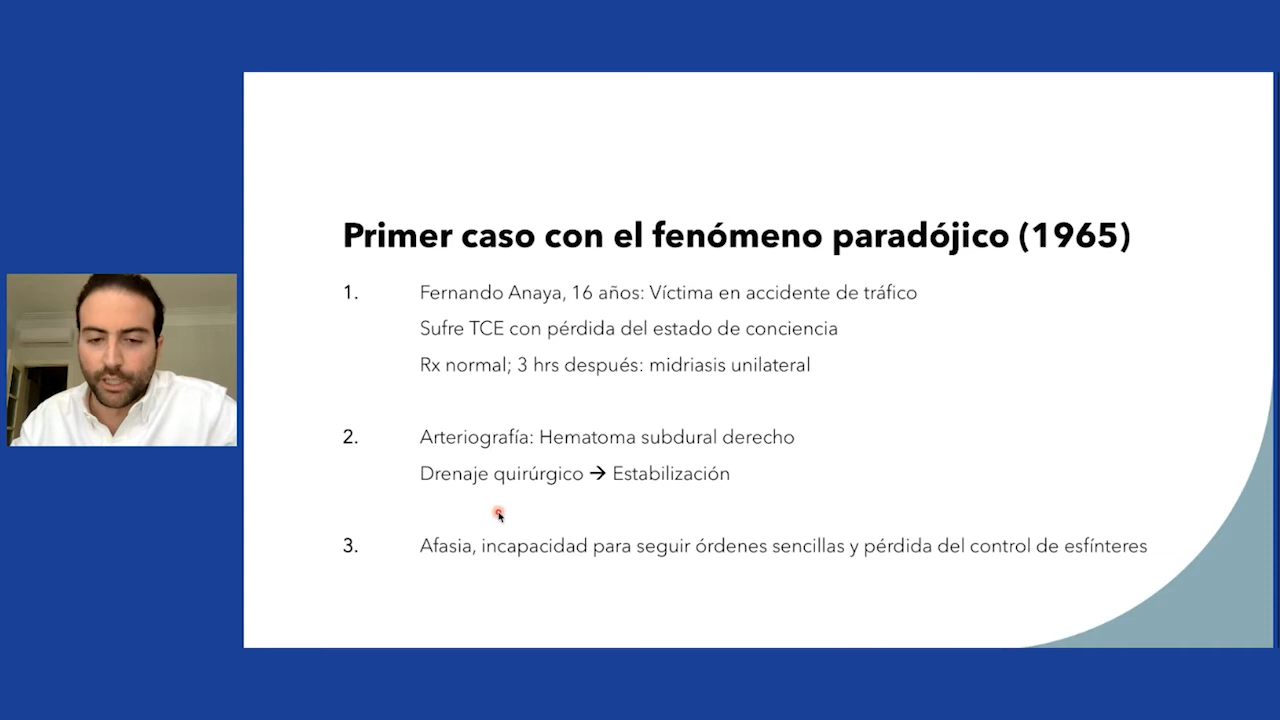 Primer caso con el fenómeno paradójico (1965)
1. Fernando Anaya, 16 años: Víctima en accidente de tráfico
Sufre TCE con pérdida del estado de conciencia
Rx normal; 3 hrs después: midriasis unilateral
2. Arteriografía: Hematoma subdural derecho
Drenaje quirúrgico → Estabilización
3. Afasia, incapacidad para seguir órdenes sencillas y pérdida del control de esfínteres